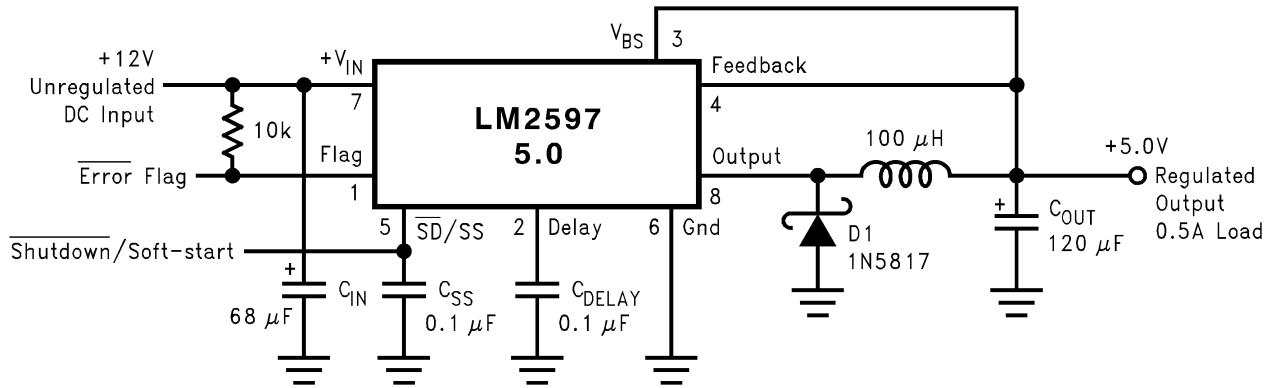 V_BS 3
+12V
Unregulated
DC Input
+V_IN
7
10k
Error Flag
Flag
1
LM2597
5.0
Feedback
4
Output
8
100 μH
+5.0V
Regulated
Output
0.5A Load
5 SD/SS
2 Delay
6 Gnd
Shutdown/Soft-start
+
C_IN
68 μF
C_SS
0.1 μF
C_DELAY
0.1 μF
D1
1N5817
+
C_OUT
120 μF